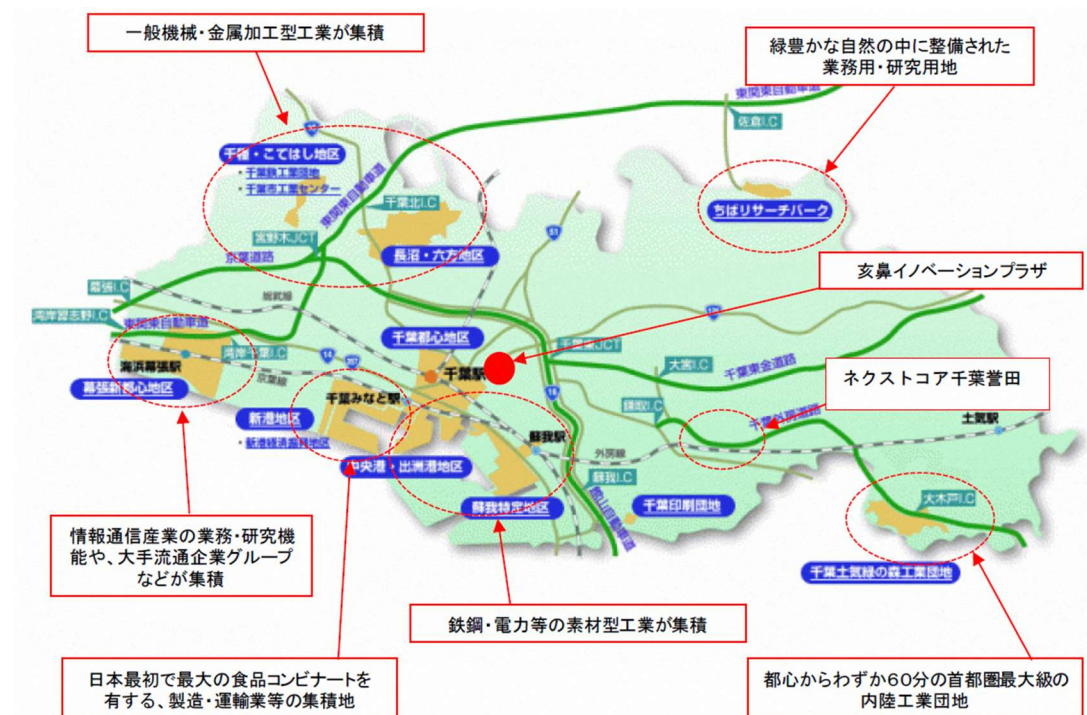 一般機械・金属加工型工業が集積
緑豊かな自然の中に整備された
業務用・研究用地
東関東自動車道
佐倉I.C
16
千種・こてはし地区
・千葉鉄工業団地
・千葉市工業センター
東関東自動車道
千葉北I.C
ちばリサーチパーク
宮野木JCT
京葉道路
長沼・六方地区
51
亥鼻イノベーションプラザ
幕張I.C
総武線
湾岸習志野I.C
東関東自動車道
千葉都心地区
126
湾岸千葉I.C
14
357
千葉東JCT
大宮I.C
千葉東金道路
ネクストコア千葉誉田
海浜幕張駅
京葉線
千葉駅
幕張新都心地区
千葉みなと駅
16
鎌取I.C
千葉外房道路
土気駅
新港地区
蘇我駅
外房線
中央港・出洲港地区
蘇我I.C
大木戸I.C
蘇我特定地区
館山自動車道
千葉印刷団地
情報通信産業の業務・研究機
能や、大手流通企業グループ
などが集積
千葉土気緑の森工業団地
鉄鋼・電力等の素材型工業が集積
日本最初で最大の食品コンビナートを
有する、製造・運輸業等の集積地
都心からわずか60分の首都圏最大級の
内陸工業団地